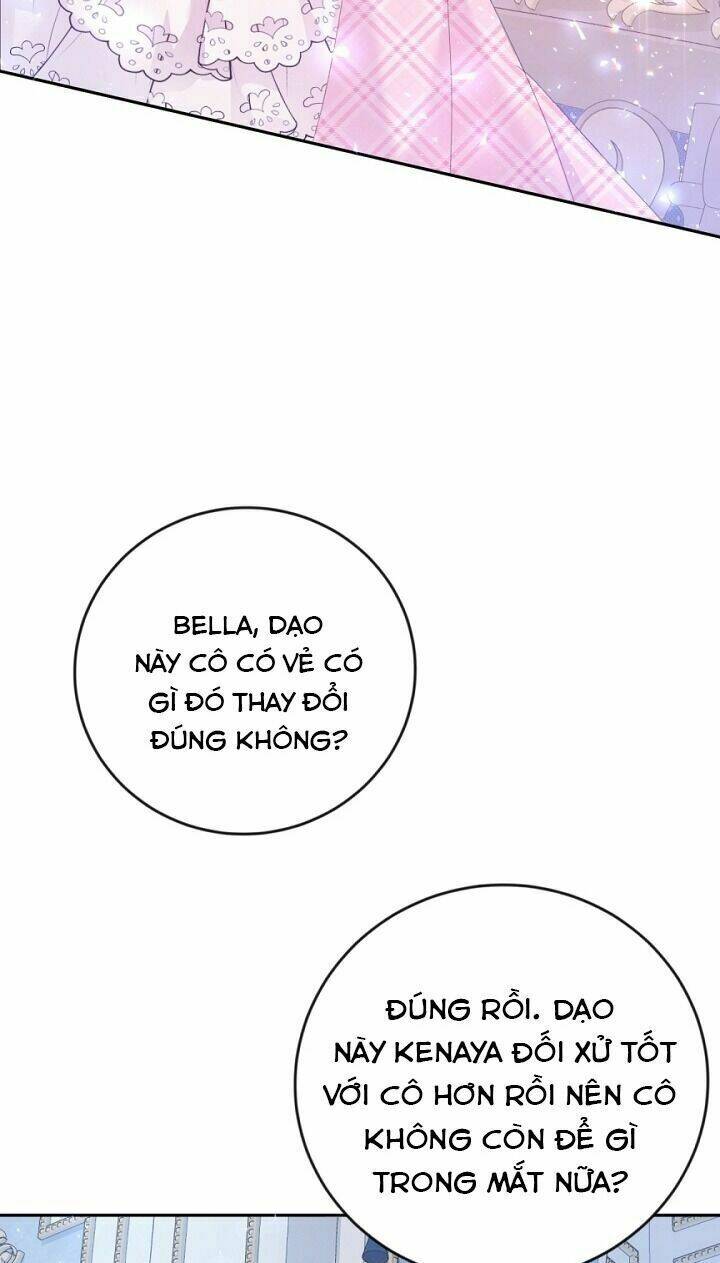 BELLA, DẠO
NÀY CÔ CÓ VẺ CÓ
GÌ ĐÓ THAY ĐỔI
ĐÚNG KHÔNG?
ĐÚNG RỒI. DẠO
NÀY KENAYA ĐỐI XỬ TỐT
VỚI CÔ HƠN RỒI NÊN CÔ
KHÔNG CÒN ĐỂ GÌ
TRONG MẮT NỮA?